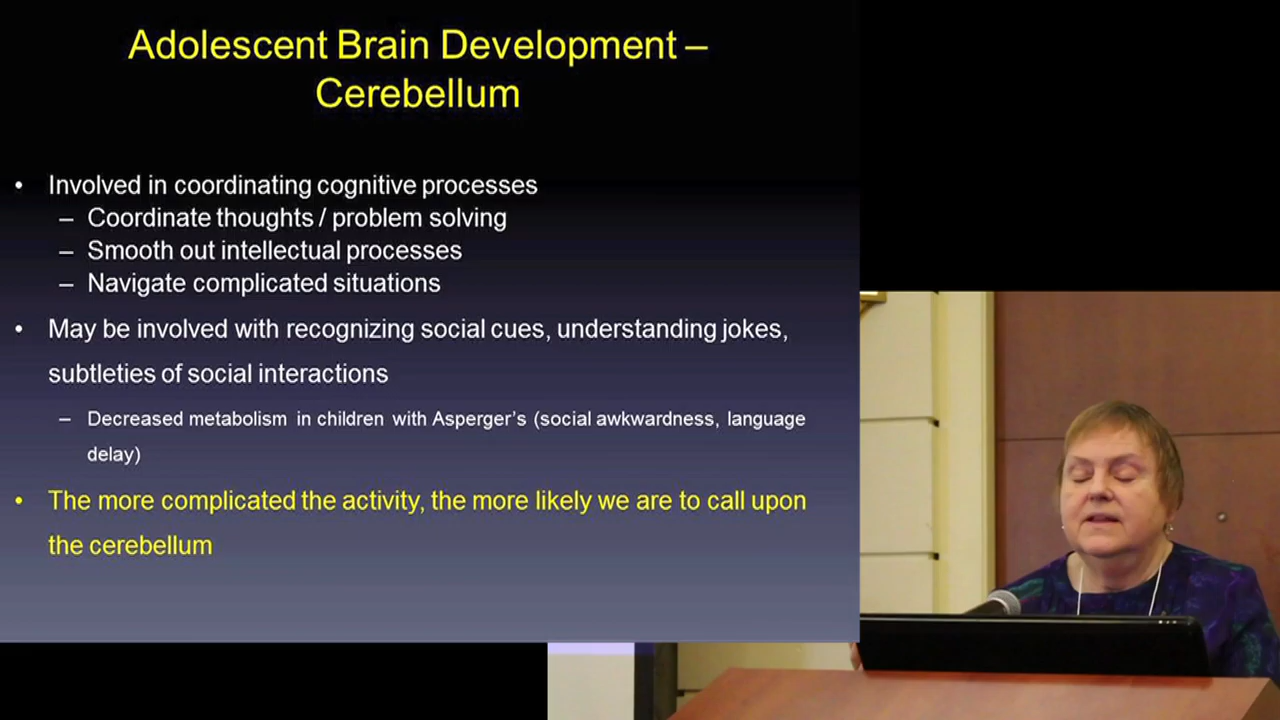 Adolescent Brain Development –
Cerebellum
• Involved in coordinating cognitive processes
– Coordinate thoughts / problem solving
– Smooth out intellectual processes
– Navigate complicated situations
• May be involved with recognizing social cues, understanding jokes,
subtleties of social interactions
– Decreased metabolism in children with Asperger’s (social awkwardness, language
delay)
• The more complicated the activity, the more likely we are to call upon
the cerebellum